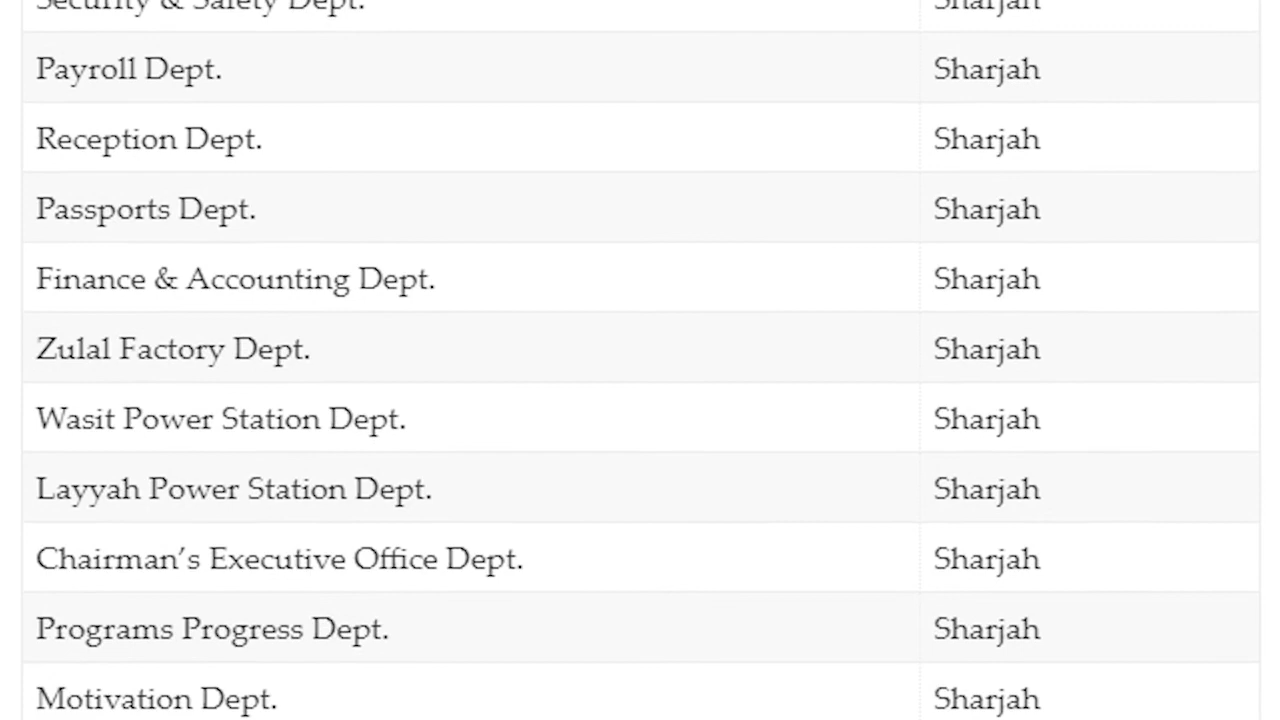 Security & Safety Dept. Sharjah
Payroll Dept. Sharjah
Reception Dept. Sharjah
Passports Dept. Sharjah
Finance & Accounting Dept. Sharjah
Zulal Factory Dept. Sharjah
Wasit Power Station Dept. Sharjah
Layyah Power Station Dept. Sharjah
Chairman’s Executive Office Dept. Sharjah
Programs Progress Dept. Sharjah
Motivation Dept. Sharjah